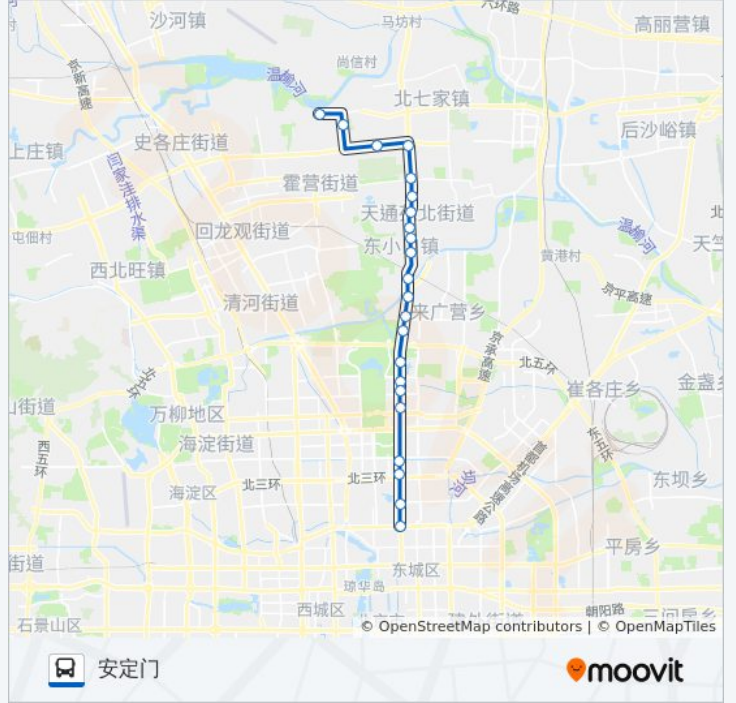 六环路
沙河镇
马坊村
高丽营镇
尚信村
京新高速
温榆河
北七家镇
后沙峪镇
史各庄街道
上庄镇
闫家洼排水渠
霍营街道
北街道
屯佃村
回龙观街道
温榆河
天竺
东小
镇
黄港村
西北旺镇
京平高速
清河街道
来广营乡
京承高速
北五环
北五环
崔各庄乡
金盏
山街道
万柳地区
东五环
海淀街道
西五环
首都机场高速公路
北三环
北三环
坝河
东坝乡
海淀区
平房乡
街道
东城区
琼华岛
西城区
朝阳路
石景山区
© OpenStreetMap contributors | © OpenMapTiles
安定门
moovit